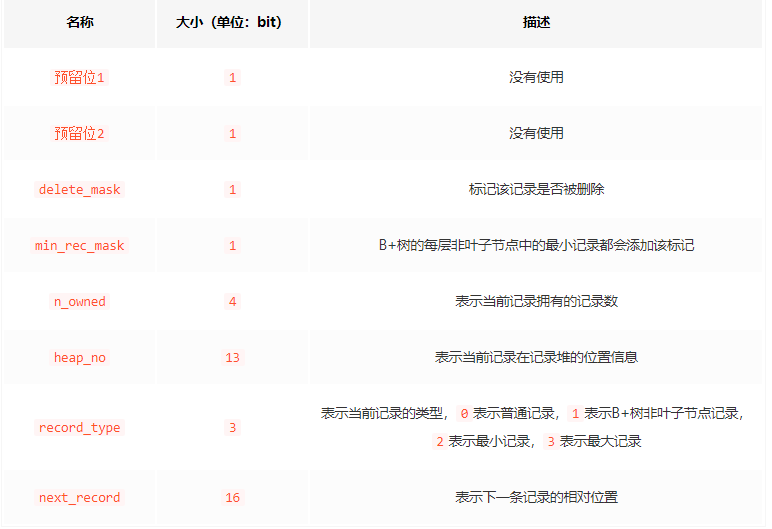 名称 大小（单位：bit） 描述
预留位1 1 没有使用
预留位2 1 没有使用
delete_mask 1 标记该记录是否被删除
min_rec_mask 1 B+树的每层非叶子节点中的最小记录都会添加该标记
n_owned 4 表示当前记录拥有的记录数
heap_no 13 表示当前记录在记录堆的位置信息
record_type 3 表示当前记录的类型，0 表示普通记录，1 表示B+树非叶子节点记录，
2 表示最小记录，3 表示最大记录
next_record 16 表示下一条记录的相对位置